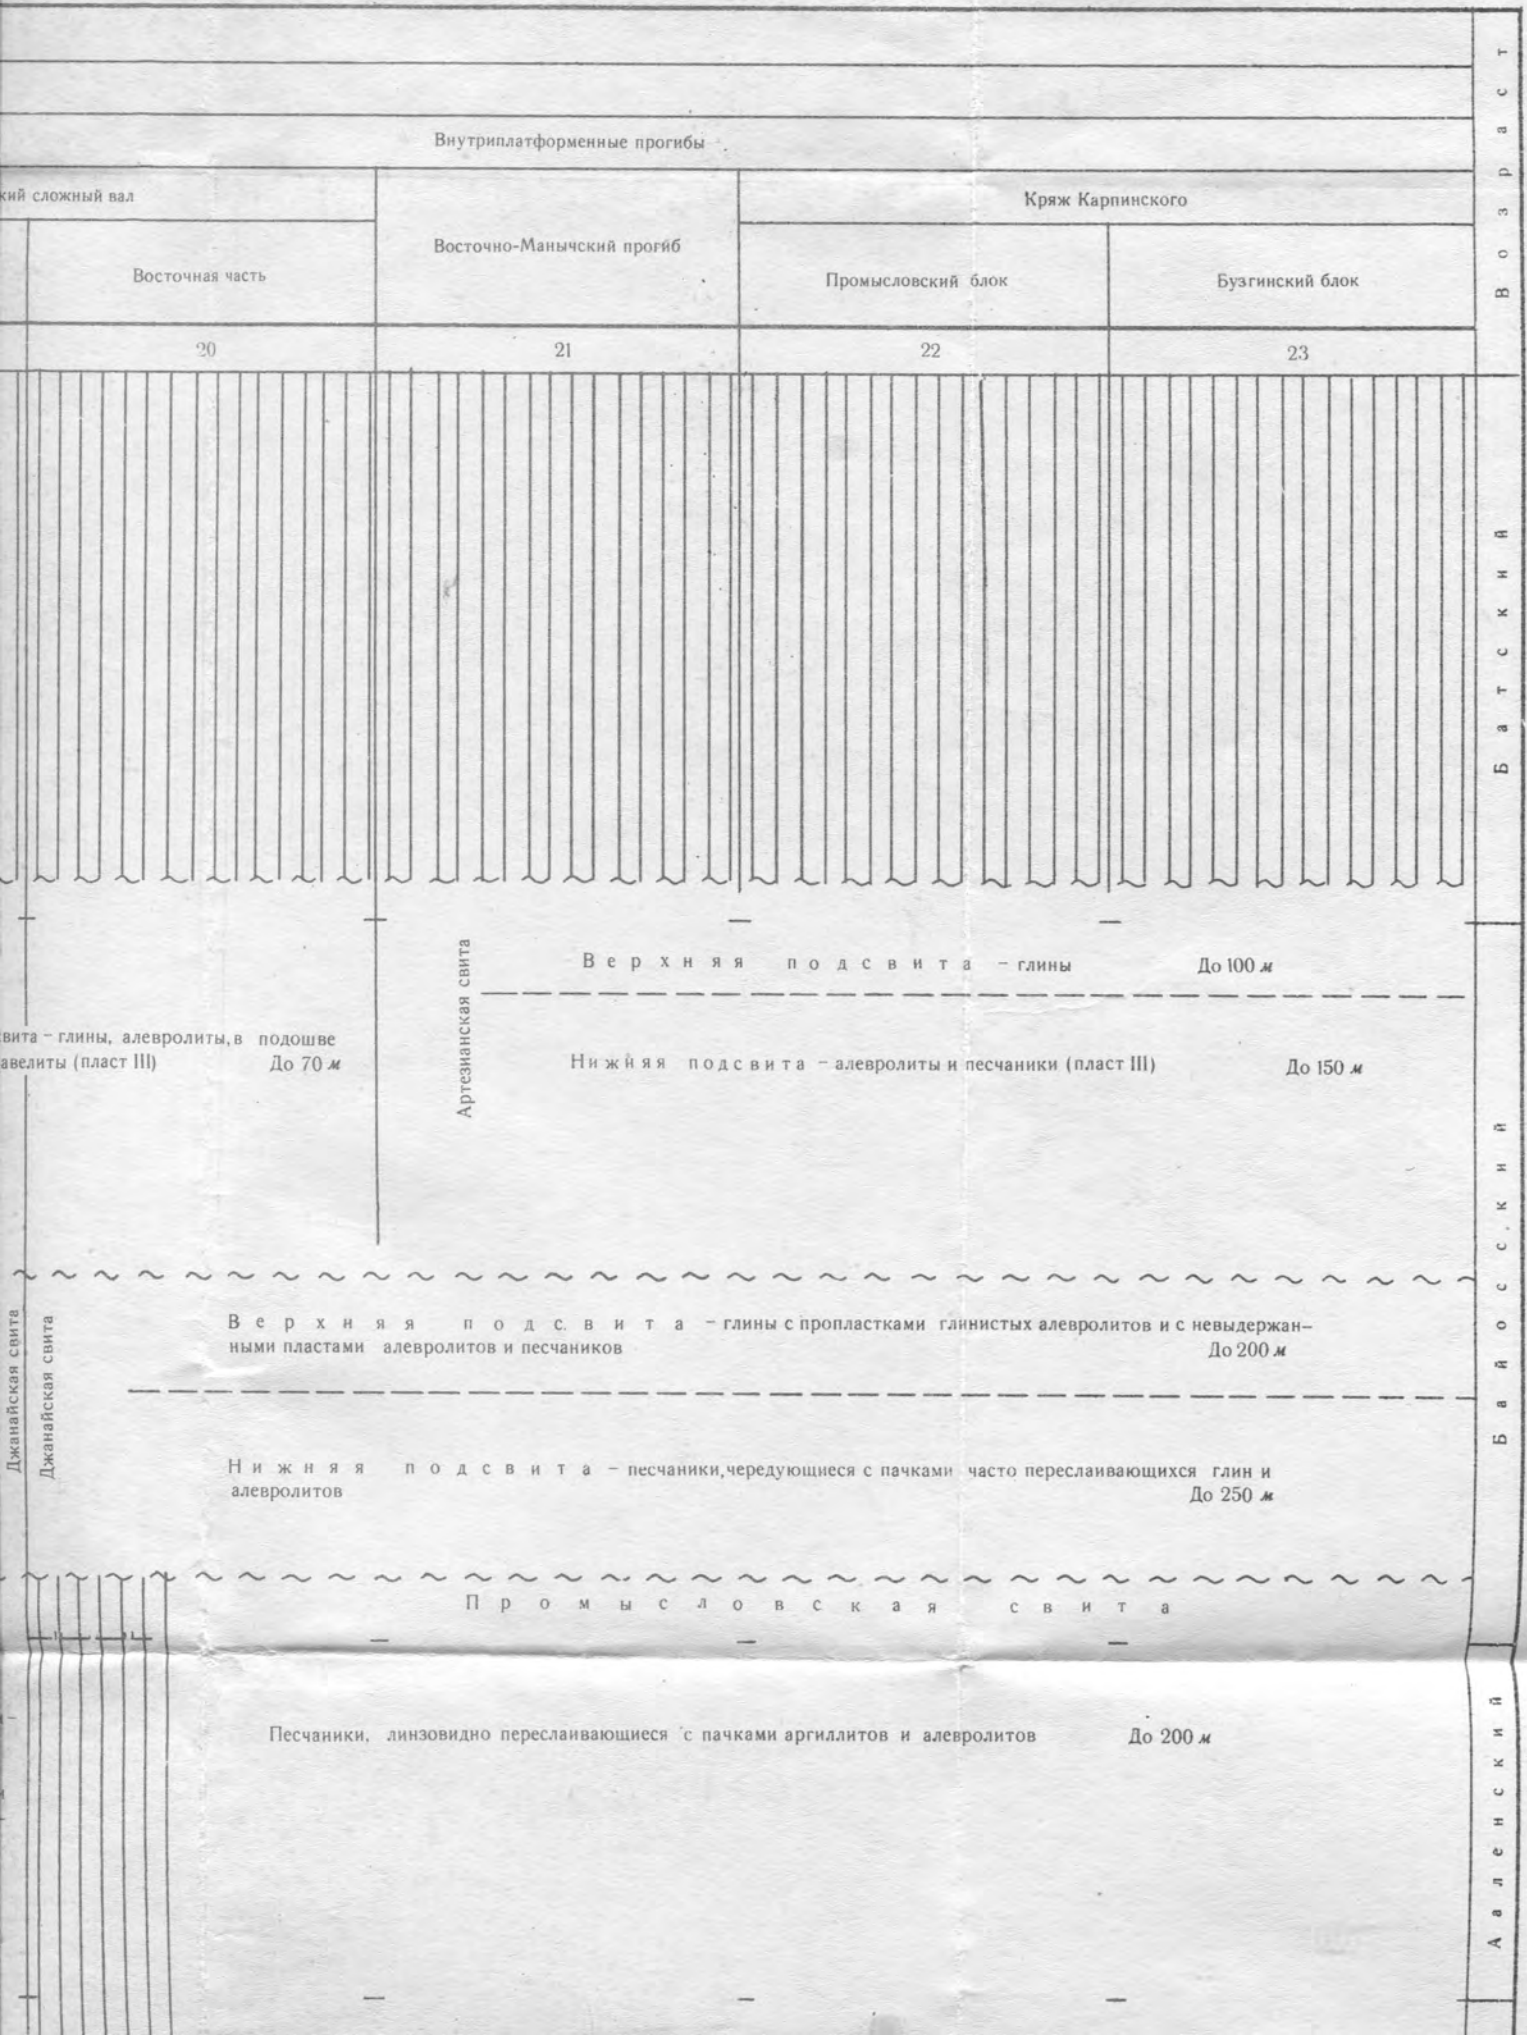 Возраст
Внутриплатформенные прогибы
кий сложный вал
Кряж Карпинского
Восточно-Манычский прогиб
Восточная часть
Промысловский блок
Бузгинский блок
20
21
22
23
Батский
Артезианская свита
Верхняя подсвита – глины До 100 м
вита – глины, алевролиты, в подошве
авелиты (пласт III) До 70 м
Нижняя подсвита – алевролиты и песчаники (пласт III) До 150 м
Байосский
Джанайская свита
Джанайская свита
Верхняя подсвита – глины с пропластками глинистых алевролитов и с невыдержан-
ными пластами алевролитов и песчаников До 200 м
Нижняя подсвита – песчаники, чередующиеся с пачками часто переслаивающихся глин и
алевролитов До 250 м
Промысловская свита
Песчаники, линзовидно переслаивающиеся с пачками аргиллитов и алевролитов До 200 м
Ааленский